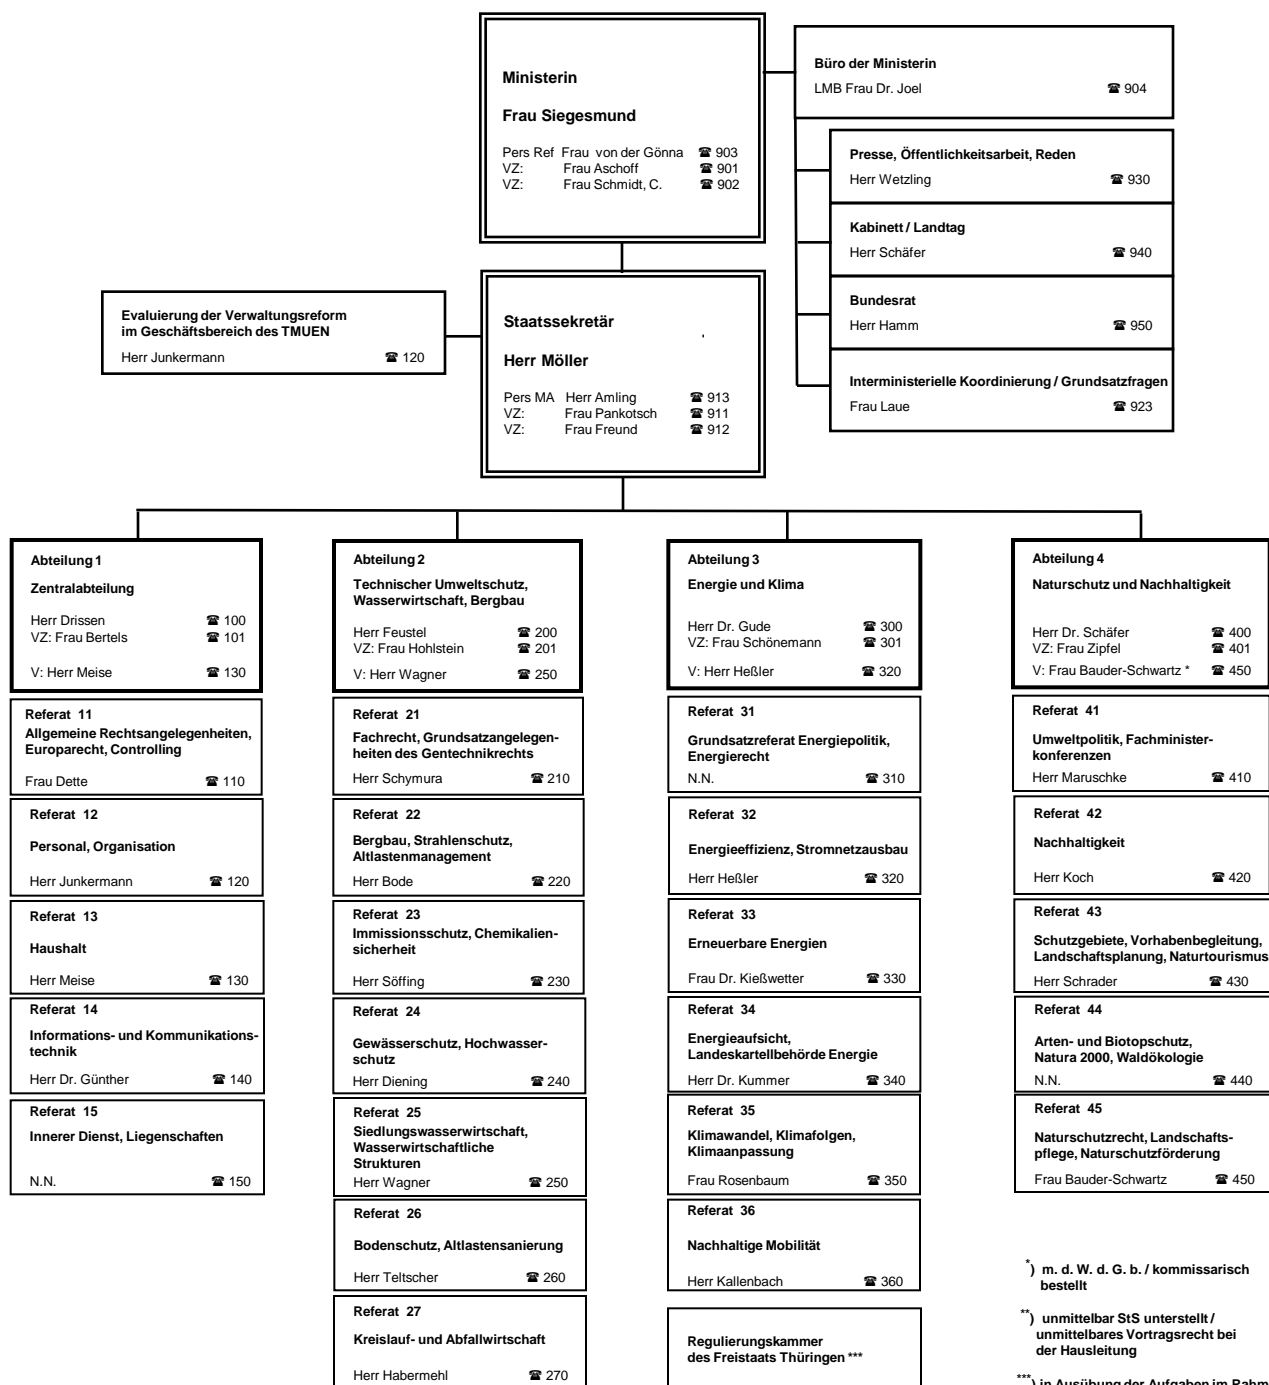 Ministerin
Frau Siegesmund
Pers Ref Frau von der Gönna ☎ 903
VZ: Frau Aschoff ☎ 901
VZ: Frau Schmidt, C. ☎ 902
Büro der Ministerin
LMB Frau Dr. Joel ☎ 904
Presse, Öffentlichkeitsarbeit, Reden
Herr Wetzling ☎ 930
Kabinett / Landtag
Herr Schäfer ☎ 940
Bundesrat
Herr Hamm ☎ 950
Interministerielle Koordinierung / Grundsatzfragen
Frau Laue ☎ 923
Evaluierung der Verwaltungsreform
im Geschäftsbereich des TMUEN
Herr Junkermann ☎ 120
Staatssekretär
Herr Möller
Pers MA Herr Amling ☎ 913
VZ: Frau Pankotsch ☎ 911
VZ: Frau Freund ☎ 912
Abteilung 1
Zentralabteilung
Herr Drissen ☎ 100
VZ: Frau Bertels ☎ 101
V: Herr Meise ☎ 130
Referat 11
Allgemeine Rechtsangelegenheiten,
Europarecht, Controlling
Frau Dette ☎ 110
Referat 12
Personal, Organisation
Herr Junkermann ☎ 120
Referat 13
Haushalt
Herr Meise ☎ 130
Referat 14
Informations- und Kommunikations-
technik
Herr Dr. Günther ☎ 140
Referat 15
Innerer Dienst, Liegenschaften
N.N. ☎ 150
Abteilung 2
Technischer Umweltschutz,
Wasserwirtschaft, Bergbau
Herr Feustel ☎ 200
VZ: Frau Hohlstein ☎ 201
V: Herr Wagner ☎ 250
Referat 21
Fachrecht, Grundsatzangelegen-
heiten des Gentechnikrechts
Herr Schymura ☎ 210
Referat 22
Bergbau, Strahlenschutz,
Altlastenmanagement
Herr Bode ☎ 220
Referat 23
Immissionsschutz, Chemikalien-
sicherheit
Herr Söffing ☎ 230
Referat 24
Gewässerschutz, Hochwasser-
schutz
Herr Diening ☎ 240
Referat 25
Siedlungswasserwirtschaft,
Wasserwirtschaftliche
Strukturen
Herr Wagner ☎ 250
Referat 26
Bodenschutz, Altlastensanierung
Herr Teltscher ☎ 260
Referat 27
Kreislauf- und Abfallwirtschaft
Herr Habermehl ☎ 270
Abteilung 3
Energie und Klima
Herr Dr. Gude ☎ 300
VZ: Frau Schönemann ☎ 301
V: Herr Heßler ☎ 320
Referat 31
Grundsatzreferat Energiepolitik,
Energierecht
N.N. ☎ 310
Referat 32
Energieeffizienz, Stromnetzausbau
Herr Heßler ☎ 320
Referat 33
Erneuerbare Energien
Frau Dr. Kießwetter ☎ 330
Referat 34
Energieaufsicht,
Landeskartellbehörde Energie
Herr Dr. Kummer ☎ 340
Referat 35
Klimawandel, Klimafolgen,
Klimaanpassung
Frau Rosenbaum ☎ 350
Referat 36
Nachhaltige Mobilität
Herr Kallenbach ☎ 360
Regulierungskammer
des Freistaats Thüringen ***
Abteilung 4
Naturschutz und Nachhaltigkeit
Herr Dr. Schäfer ☎ 400
VZ: Frau Zipfel ☎ 401
V: Frau Bauder-Schwartz * ☎ 450
Referat 41
Umweltpolitik, Fachminister-
konferenzen
Herr Maruschke ☎ 410
Referat 42
Nachhaltigkeit
Herr Koch ☎ 420
Referat 43
Schutzgebiete, Vorhabenbegleitung,
Landschaftsplanung, Naturtourismus
Herr Schrader ☎ 430
Referat 44
Arten- und Biotopschutz,
Natura 2000, Waldökologie
N.N. ☎ 440
Referat 45
Naturschutzrecht, Landschafts-
pflege, Naturschutzförderung
Frau Bauder-Schwartz ☎ 450
*) m. d. W. d. G. b. / kommissarisch
bestellt
**) unmittelbar StS unterstellt /
unmittelbares Vortragsrecht bei
der Hausleitung
***) in Ausübung der Aufgaben im Rahm